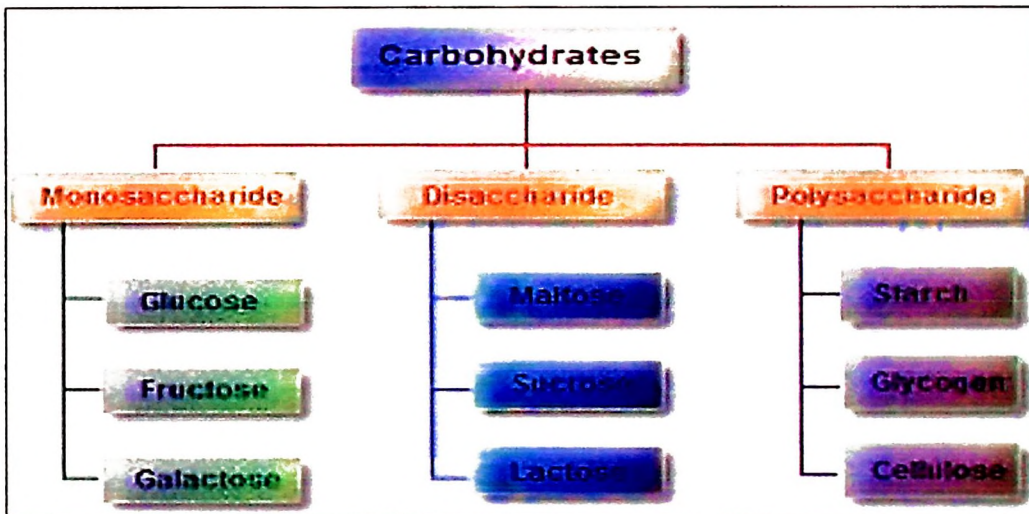 Carbohydrates
Monosaccharide
Disaccharide
Polysaccharide
Glucose
Maltose
Starch
Fructose
Sucrose
Glycogen
Galactose
Lactose
Cellulose